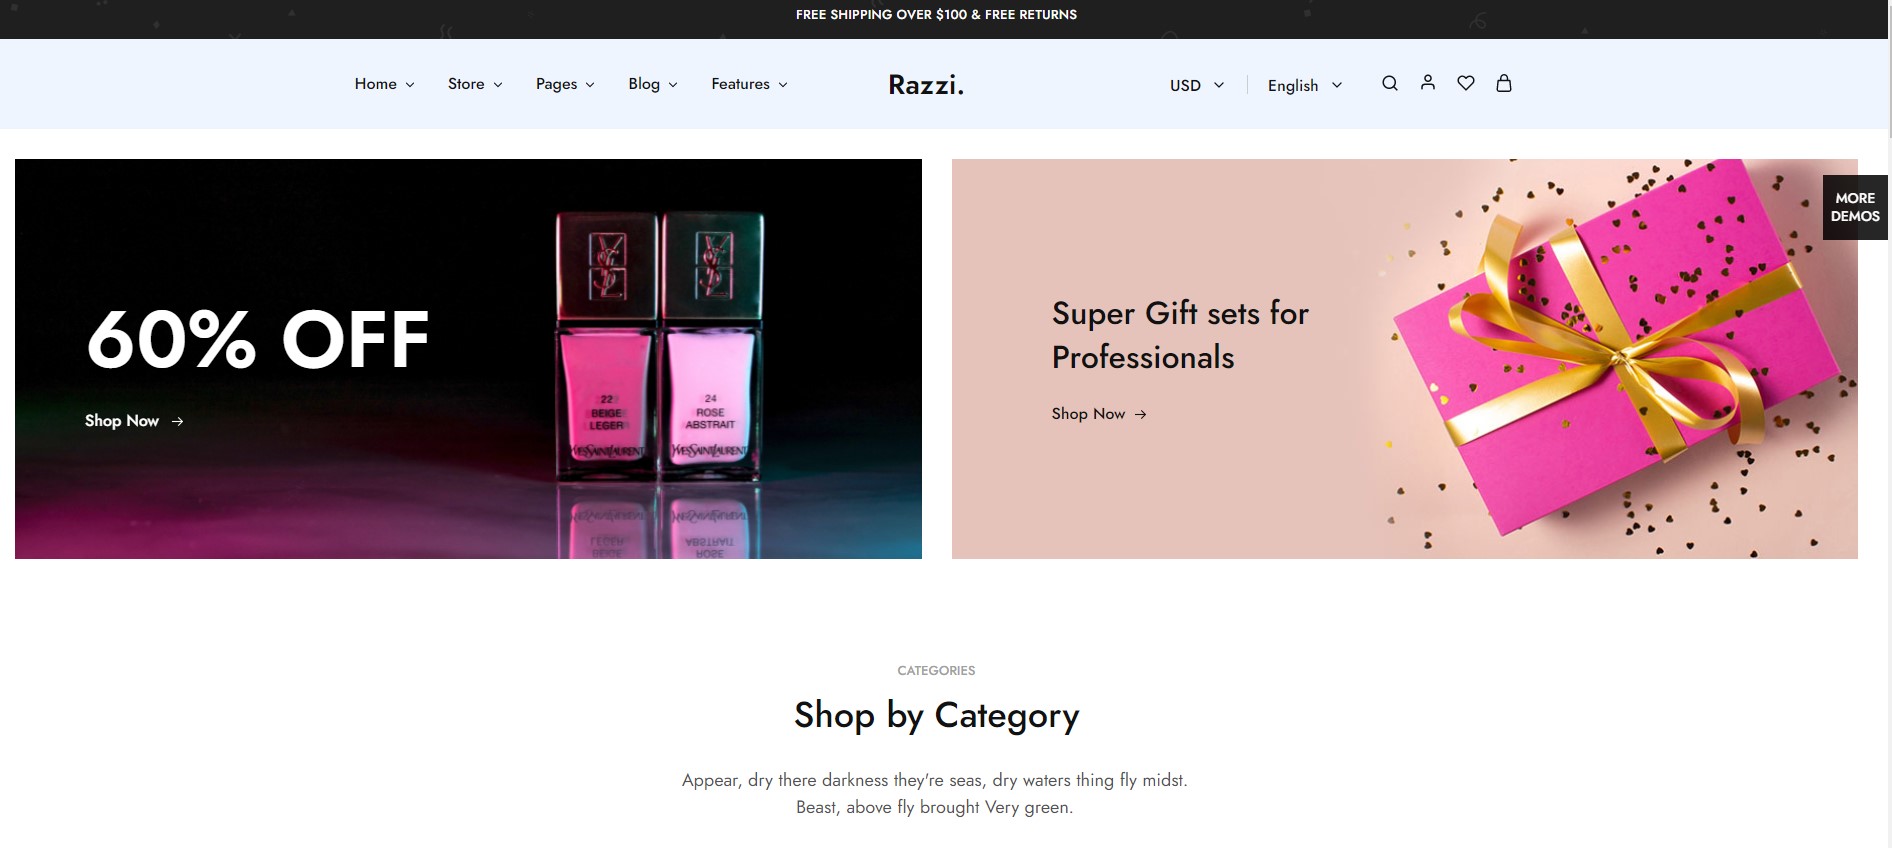 FREE SHIPPING OVER $100 & FREE RETURNS
Home
Store
Pages
Blog
Features
Razzi.
USD
English
MORE
DEMOS
60% OFF
Shop Now
22
BEIGE
LEGER
YVESSAINTLAURENT
24
ROSE
ABSTRAIT
YVESSAINTLAURENT
Super Gift sets for
Professionals
Shop Now
CATEGORIES
Shop by Category
Appear, dry there darkness they're seas, dry waters thing fly midst.
Beast, above fly brought Very green.